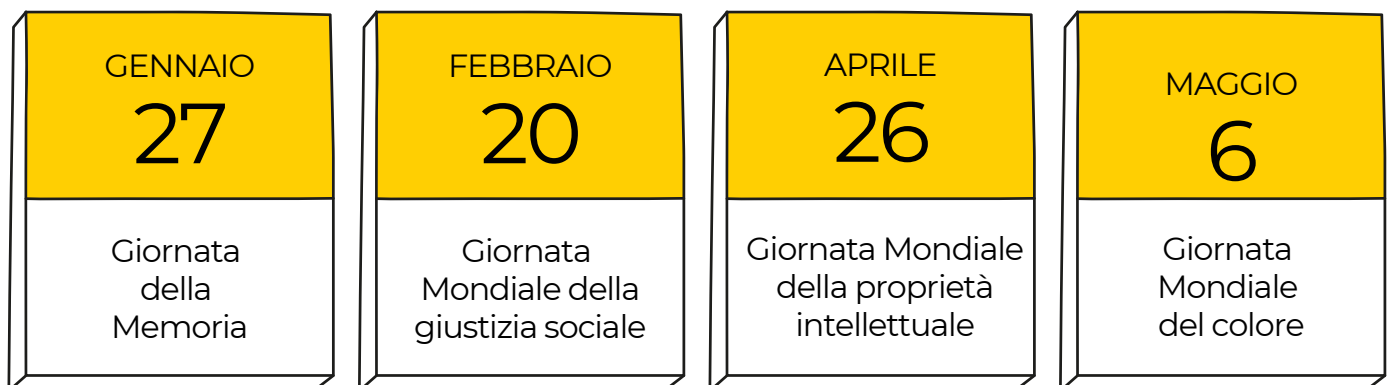 GENNAIO
27
Giornata
della
Memoria
FEBBRAIO
20
Giornata
Mondiale della
giustizia sociale
APRILE
26
Giornata Mondiale
della proprietà
intellettuale
MAGGIO
6
Giornata
Mondiale
del colore